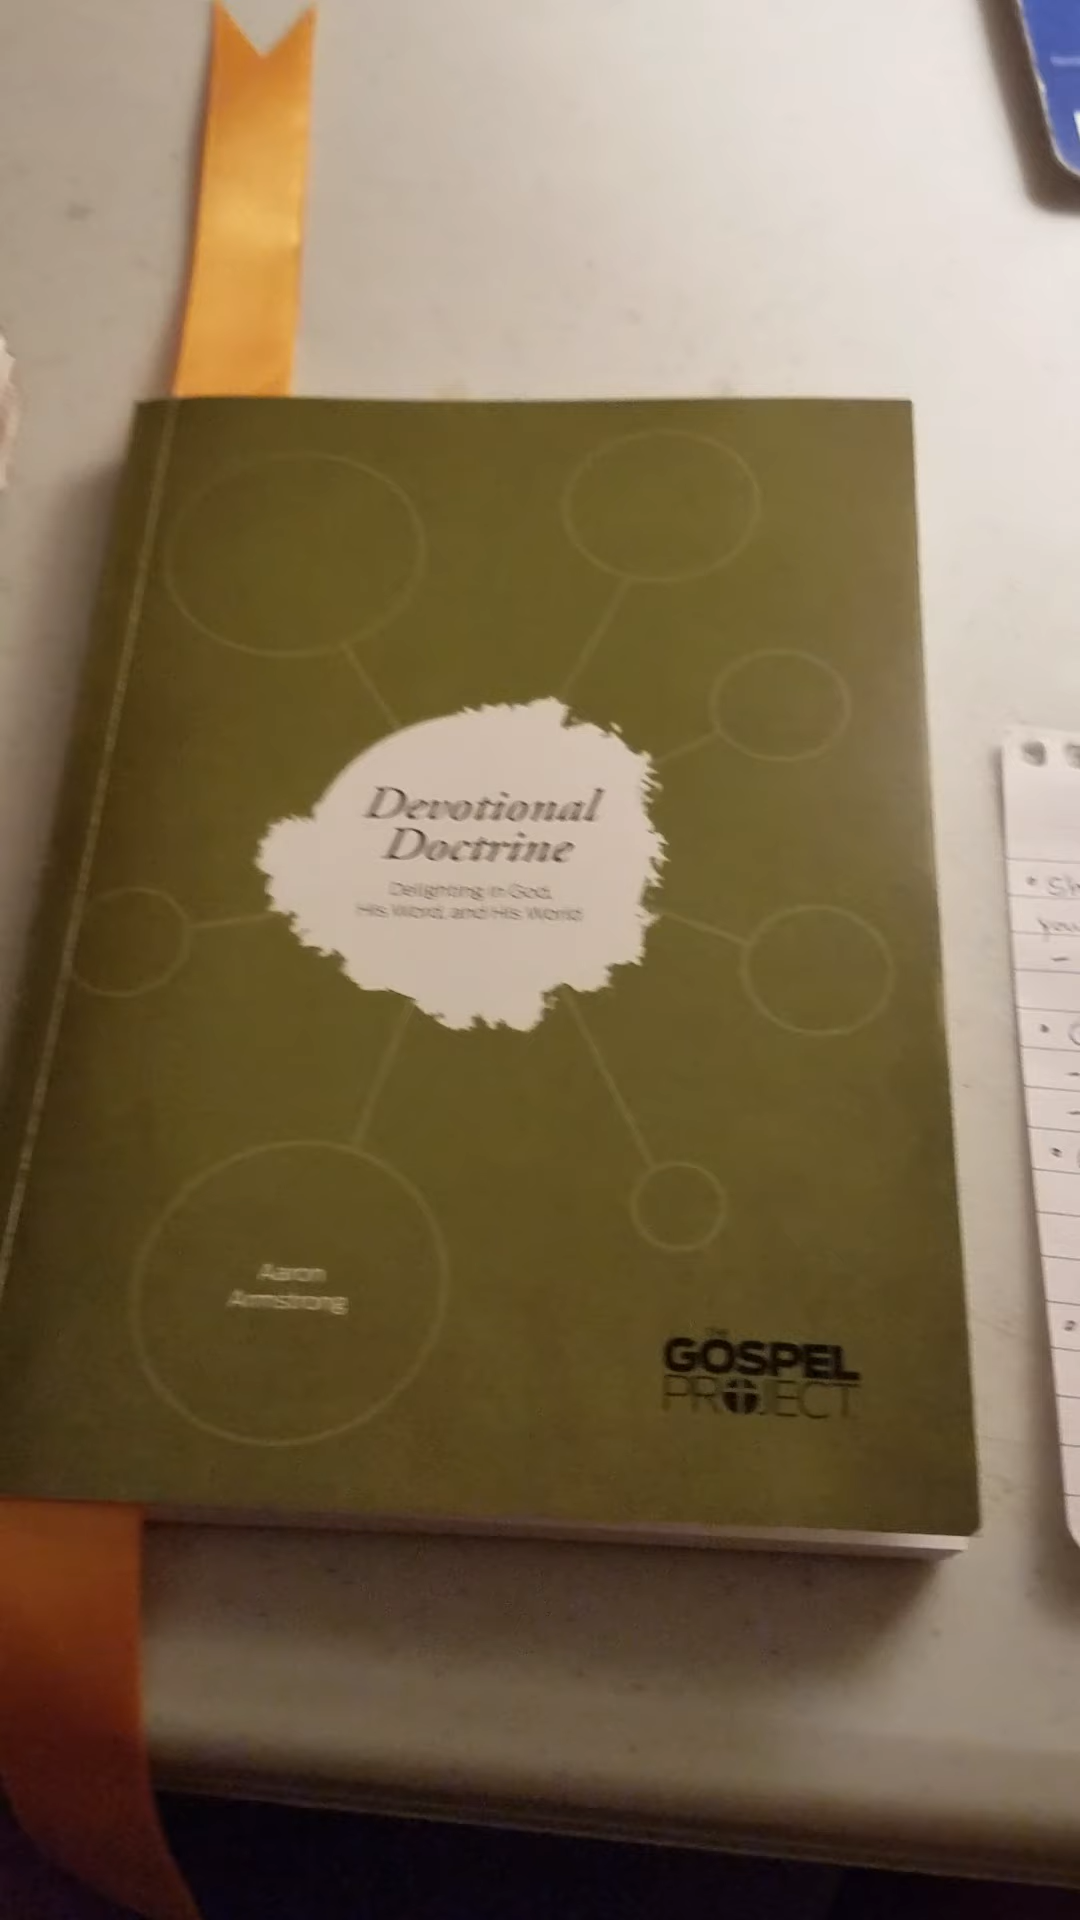 Devotional
Doctrine
Delighting in God,
His Word, and His World
Aaron
Armstrong
THE
GOSPEL
PROJECT